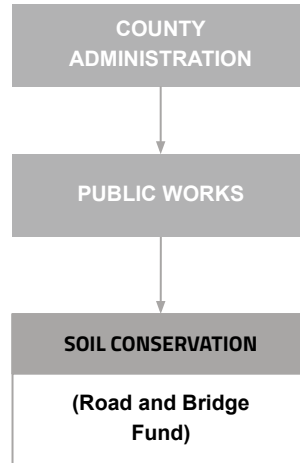 COUNTY
ADMINISTRATION
PUBLIC WORKS
SOIL CONSERVATION
(Road and Bridge
Fund)